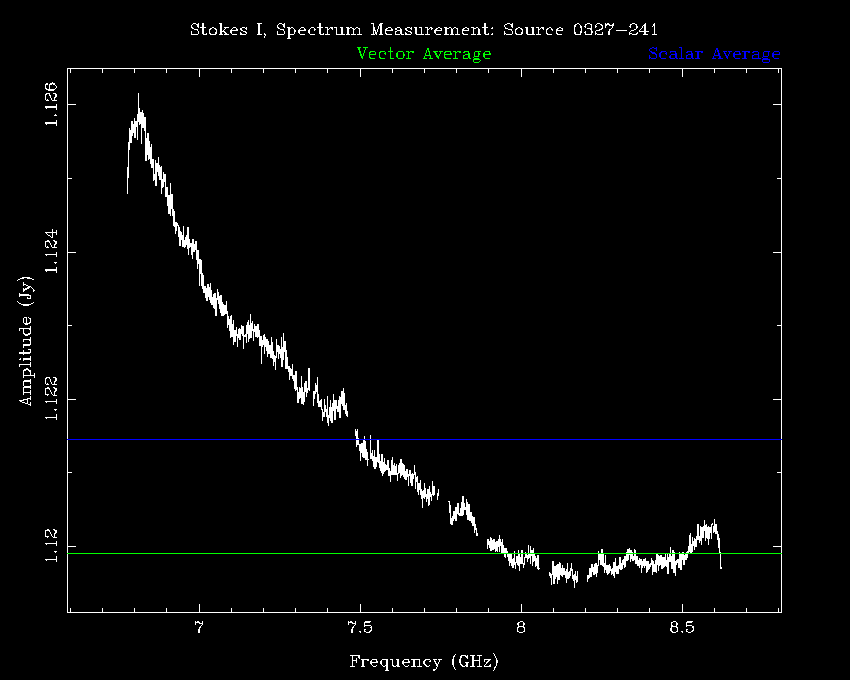 Stokes I, Spectrum Measurement: Source 0327-241
Vector Average
Scalar Average
1.126
1.124
1.122
1.12
Amplitude (Jy)
7
7.5
8
8.5
Frequency (GHz)